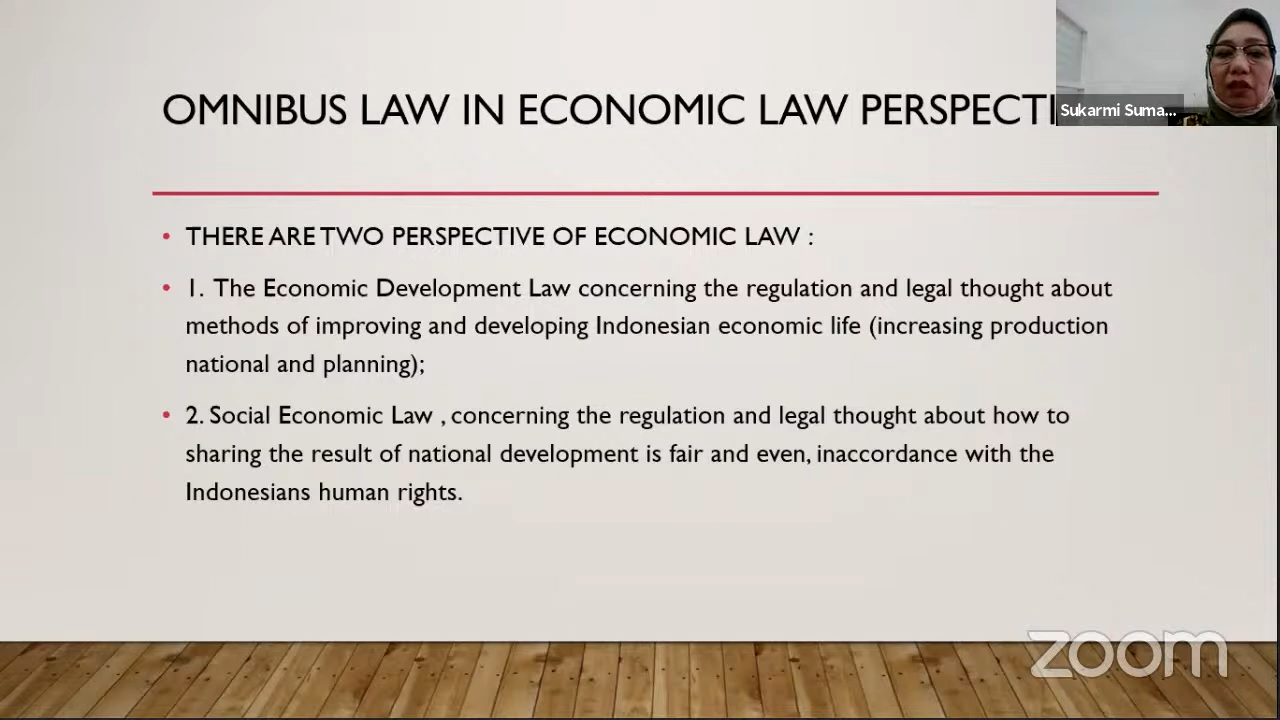 OMNIBUS LAW IN ECONOMIC LAW PERSPECTI
Sukarmi Suma...
• THERE ARE TWO PERSPECTIVE OF ECONOMIC LAW :
• 1. The Economic Development Law concerning the regulation and legal thought about
methods of improving and developing Indonesian economic life (increasing production
national and planning);
• 2. Social Economic Law , concerning the regulation and legal thought about how to
sharing the result of national development is fair and even, inaccordance with the
Indonesians human rights.
zoom